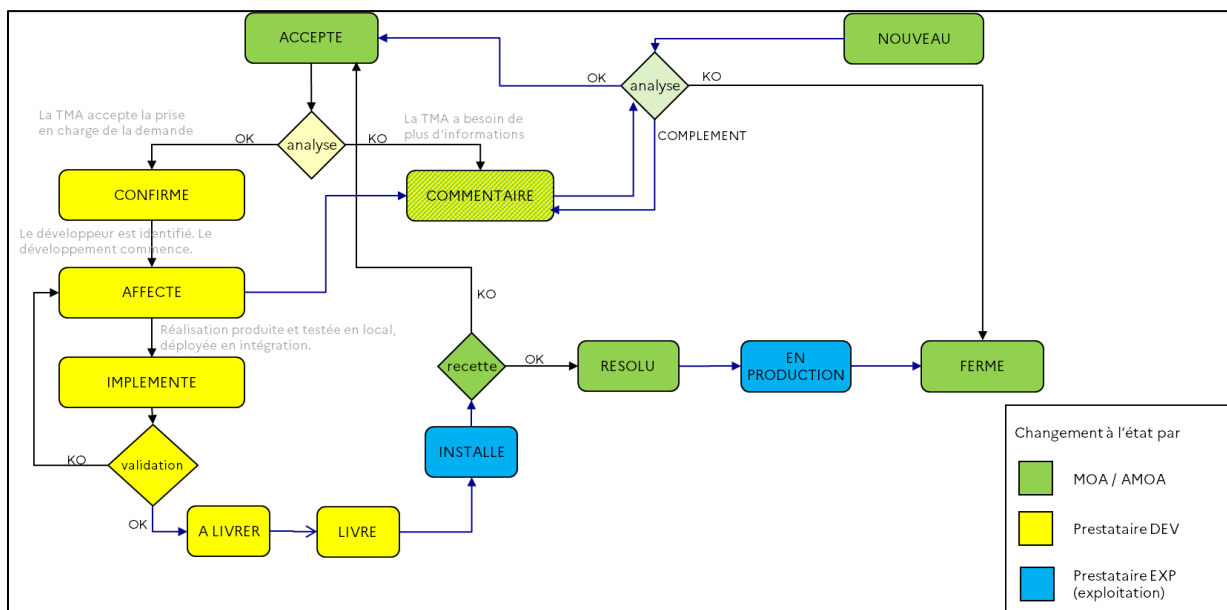 ACCEPTE
NOUVEAU
OK
analyse
KO
La TMA accepte la prise
en charge de la demande
La TMA a besoin de
plus d'informations
OK
analyse
KO
COMPLEMENT
CONFIRME
COMMENTAIRE
Le développeur est identifié. Le
développement commence.
AFFECTE
KO
Réalisation produite et testée en local,
déployée en intégration.
IMPLEMENTE
recette
OK
RESOLU
EN
PRODUCTION
FERME
KO
validation
INSTALLE
OK
A LIVRER
LIVRE
Changement à l'état par
MOA / AMOA
Prestataire DEV
Prestataire EXP
(exploitation)